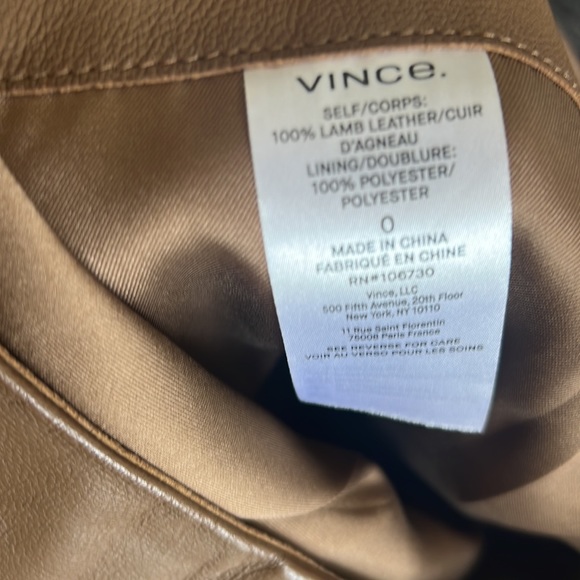 VINCe.
SELF/CORPS:
100% LAMB LEATHER/CUIR
D'AGNEAU
LINING/DOUBLURE:
100% POLYESTER/
POLYESTER
0
MADE IN CHINA
FABRIQUÉ EN CHINE
RN#106730
Vince, LLC
500 Fifth Avenue, 20th Floor
New York, NY 10110
11 Rue Saint Florentin
75008 Paris France
SEE REVERSE FOR CARE
VOIR AU VERSO POUR LES SOINS